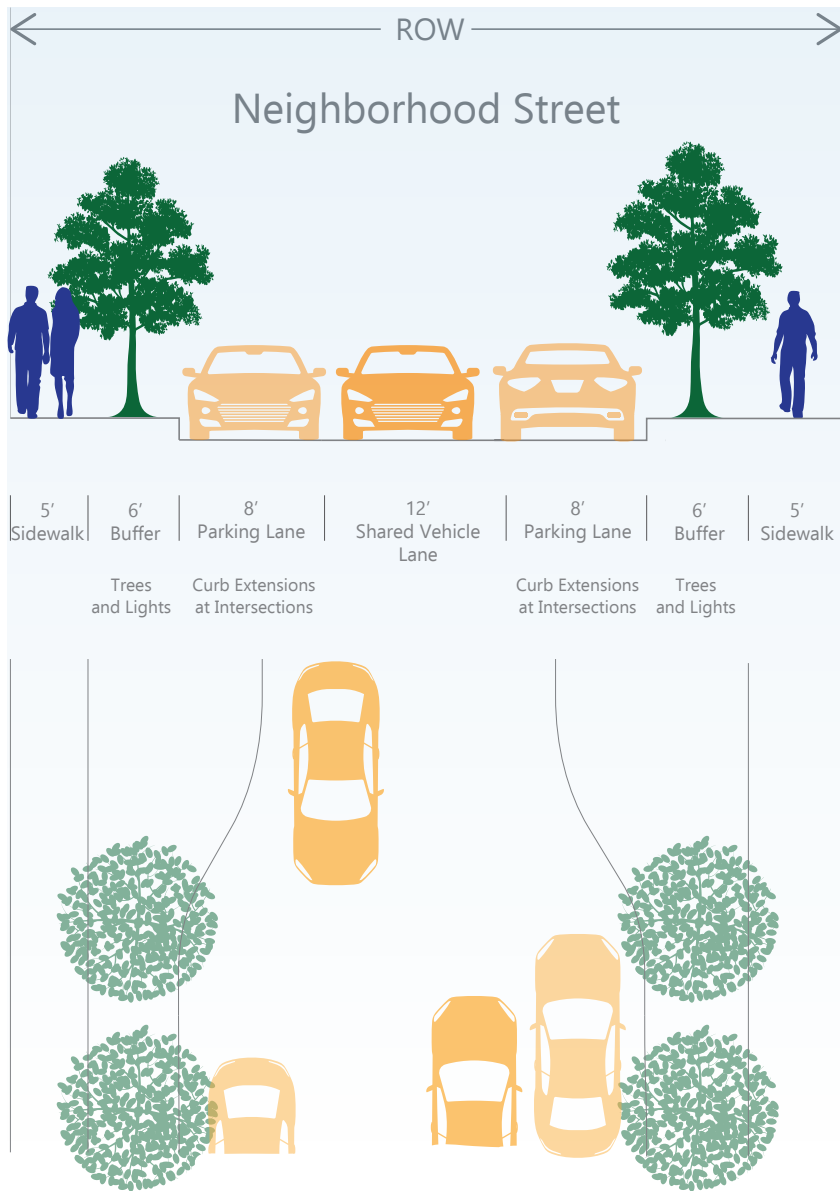 ROW
Neighborhood Street
5’
Sidewalk
6’
Buffer
8’
Parking Lane
12’
Shared Vehicle
Lane
8’
Parking Lane
6’
Buffer
5’
Sidewalk
Trees
and Lights
Curb Extensions
at Intersections
Curb Extensions
at Intersections
Trees
and Lights